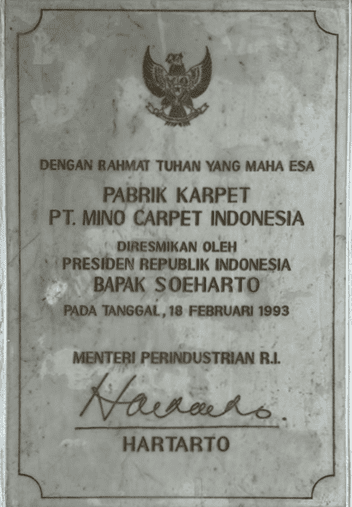 DENGAN RAHMAT TUHAN YANG MAHA ESA
PABRIK KARPET
PT. MINO CARPET INDONESIA
DIRESMIKAN OLEH
PRESIDEN REPUBLIK INDONESIA
BAPAK SOEHARTO
PADA TANGGAL, 18 FEBRUARI 1993
MENTERI PERINDUSTRIAN R.I.
HARTARTO